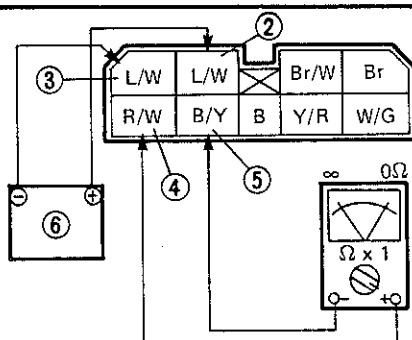 ②
③ L/W L/W Br/W Br
R/W B/Y B Y/R W/G
④ ⑤
− + ∞ 0Ω
⑥
Ω x 1
− +